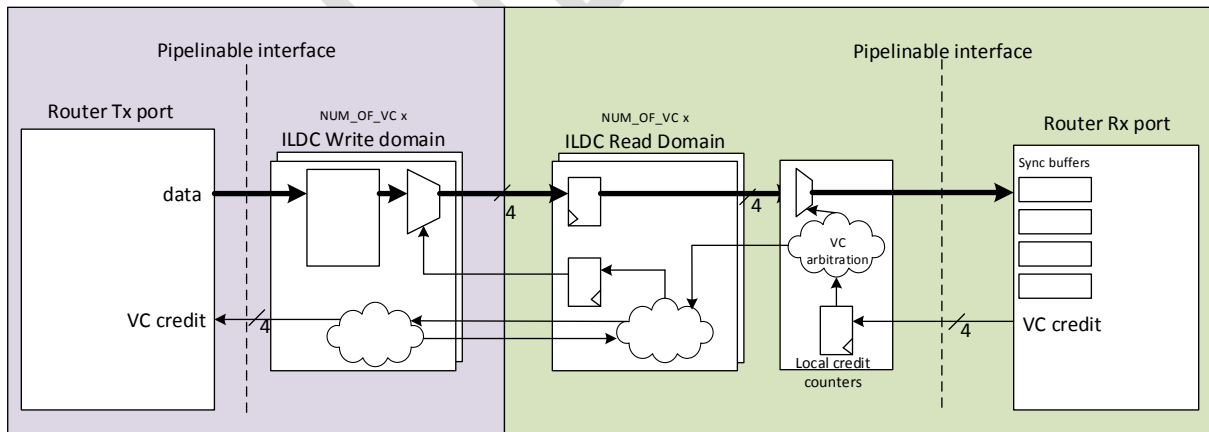 Pipelinable interface
Pipelinable interface
Router Tx port
NUM_OF_VC x
ILDC Write domain
NUM_OF_VC x
ILDC Read Domain
Router Rx port
Sync buffers
data
4
4
VC
arbitration
VC credit
4
4
VC credit
Local credit
counters